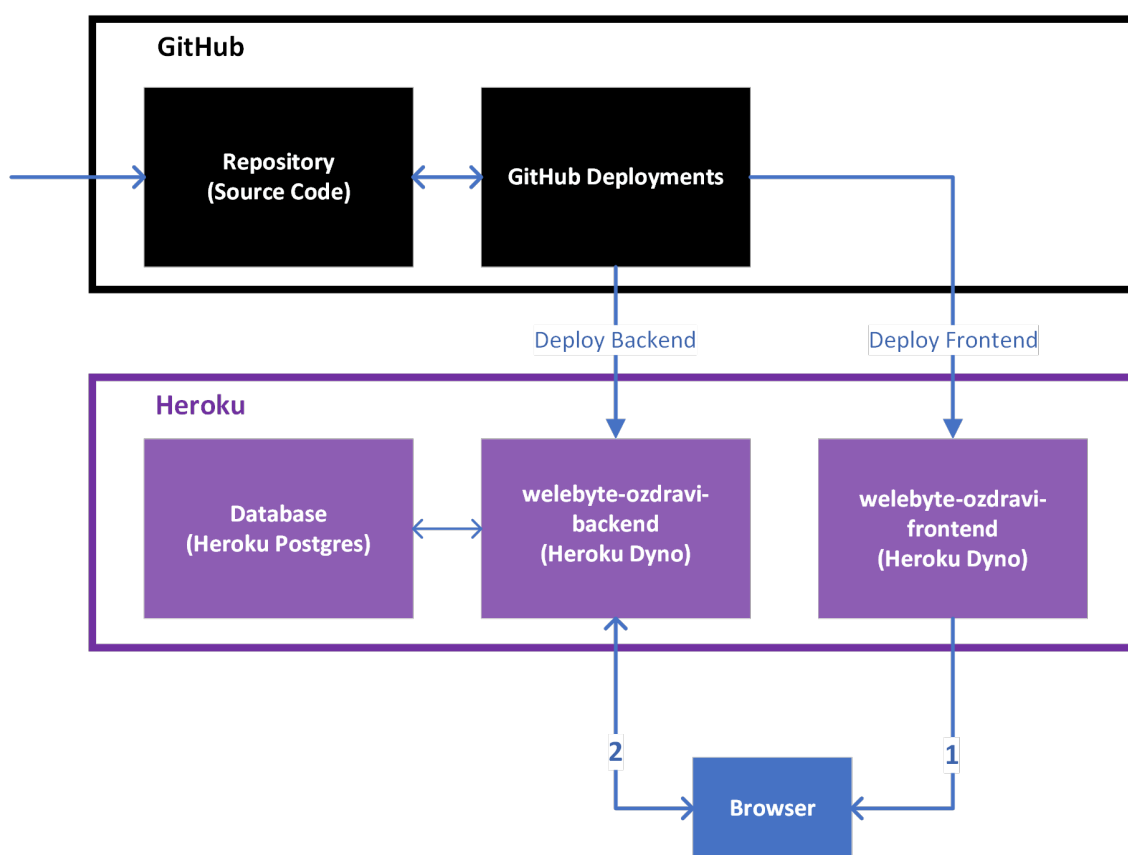 GitHub
Repository
(Source Code)
GitHub Deployments
Deploy Backend
Deploy Frontend
Heroku
Database
(Heroku Postgres)
welebyte-ozdravi-
backend
(Heroku Dyno)
welebyte-ozdravi-
frontend
(Heroku Dyno)
2
1
Browser